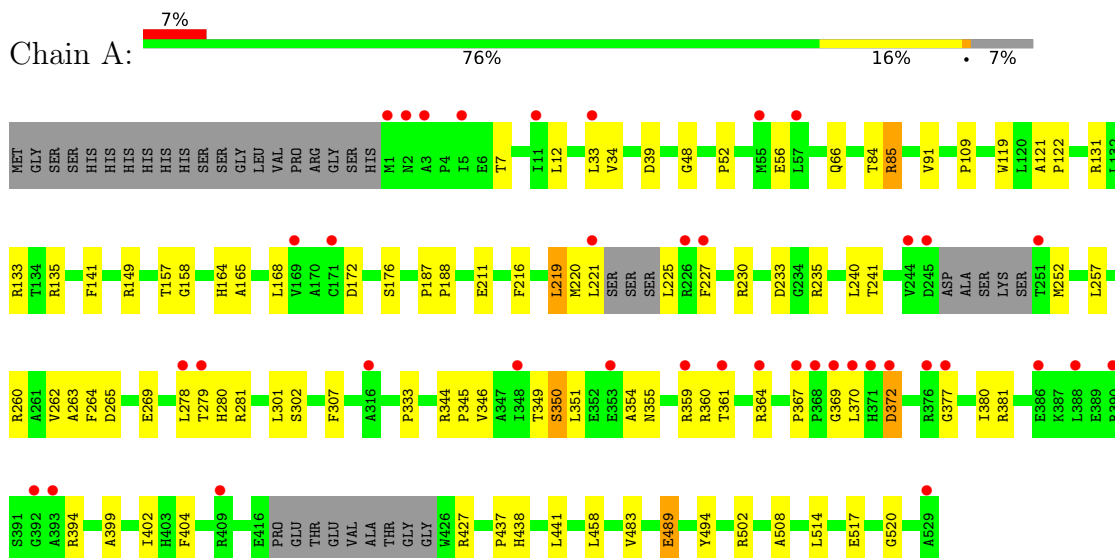 7%
Chain A:
76% 16% • 7%
MET GLY SER SER HIS HIS HIS HIS HIS HIS HIS HIS SER SER GLY LEU VAL PRO ARG GLY SER HIS M1 N2 A3 P4 I5 E6 T7 I11 L12 L33 V34 D39 G48 P52 M55 E56 L57 Q66 T84 R85 V91 P109 W119 L120 A121 P122 R131 L132
R133 T134 R135 F141 R149 T157 G158 H164 A165 L168 V169 A170 C171 D172 S176 P187 P188 E211 F216 L219 M220 L221 SER SER SER L225 R226 F227 R230 D233 G234 R235 L240 T241 V244 D245 ASP ALA SER LYS SER T251 M252 L257
R260 A261 V262 A263 F264 D265 E269 L278 T279 H280 R281 L301 S302 F307 A316 P333 R344 P345 V346 A347 I348 T349 S350 L351 E352 E353 A354 N355 R359 R360 T361 R364 P367 P368 G369 L370 H371 D372 R376 G377 I380 R381 E386 K387 L388 E389
S391 G392 A393 R394 A399 I402 H403 F404 R409 E416 PRO GLU THR GLU VAL ALA THR GLY GLY W426 R427 P437 H438 L441 L458 V483 E489 Y494 R502 A508 L514 E517 G520 A529